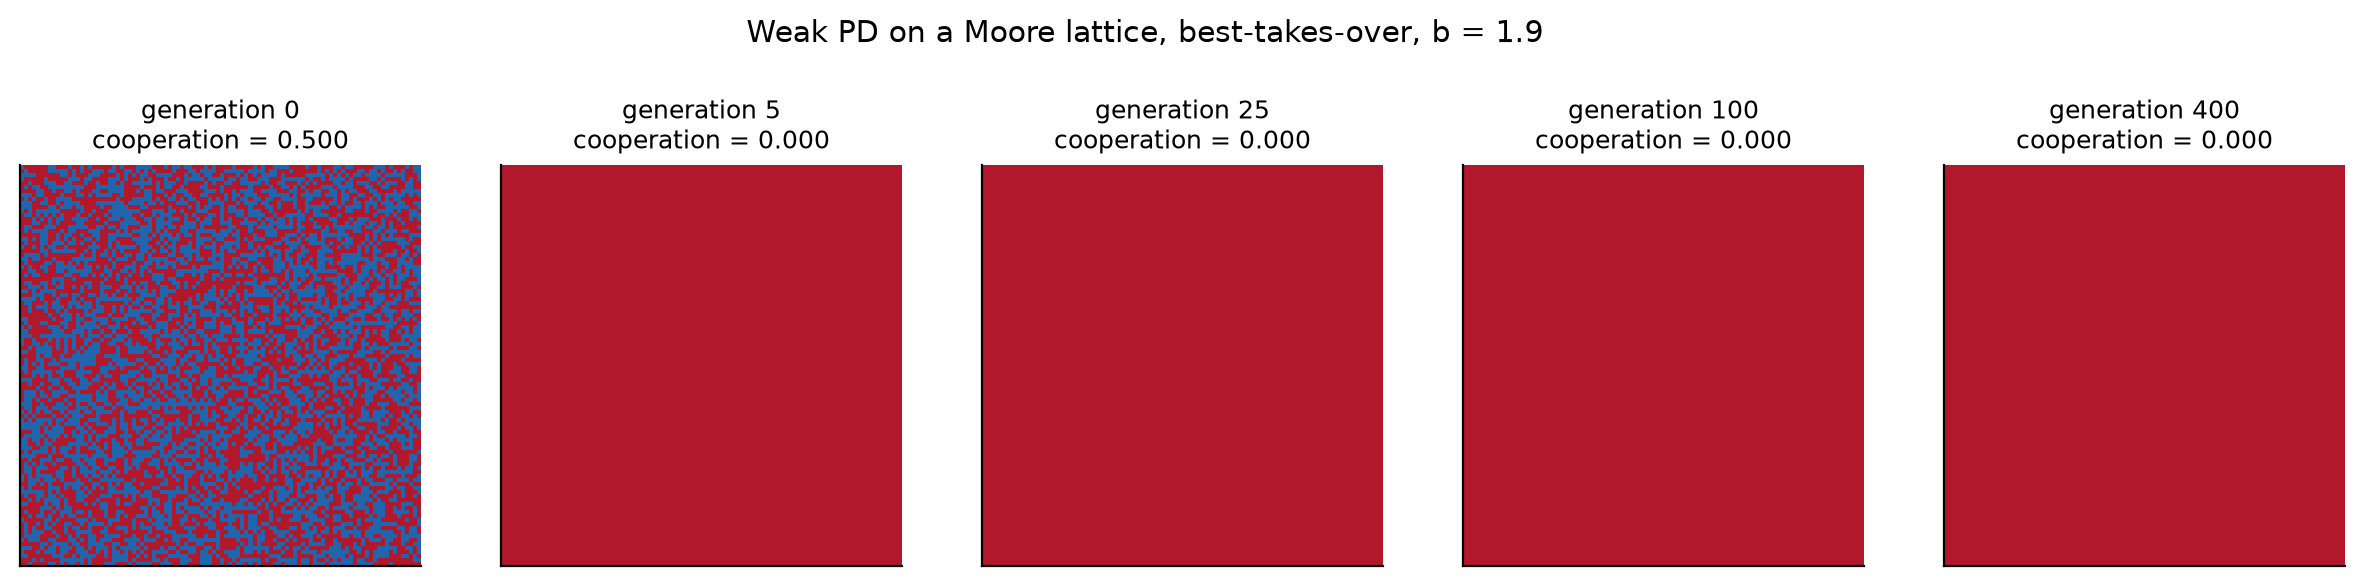 Weak PD on a Moore lattice, best-takes-over, b = 1.9
generation 0
cooperation = 0.500
generation 5
cooperation = 0.000
generation 25
cooperation = 0.000
generation 100
cooperation = 0.000
generation 400
cooperation = 0.000